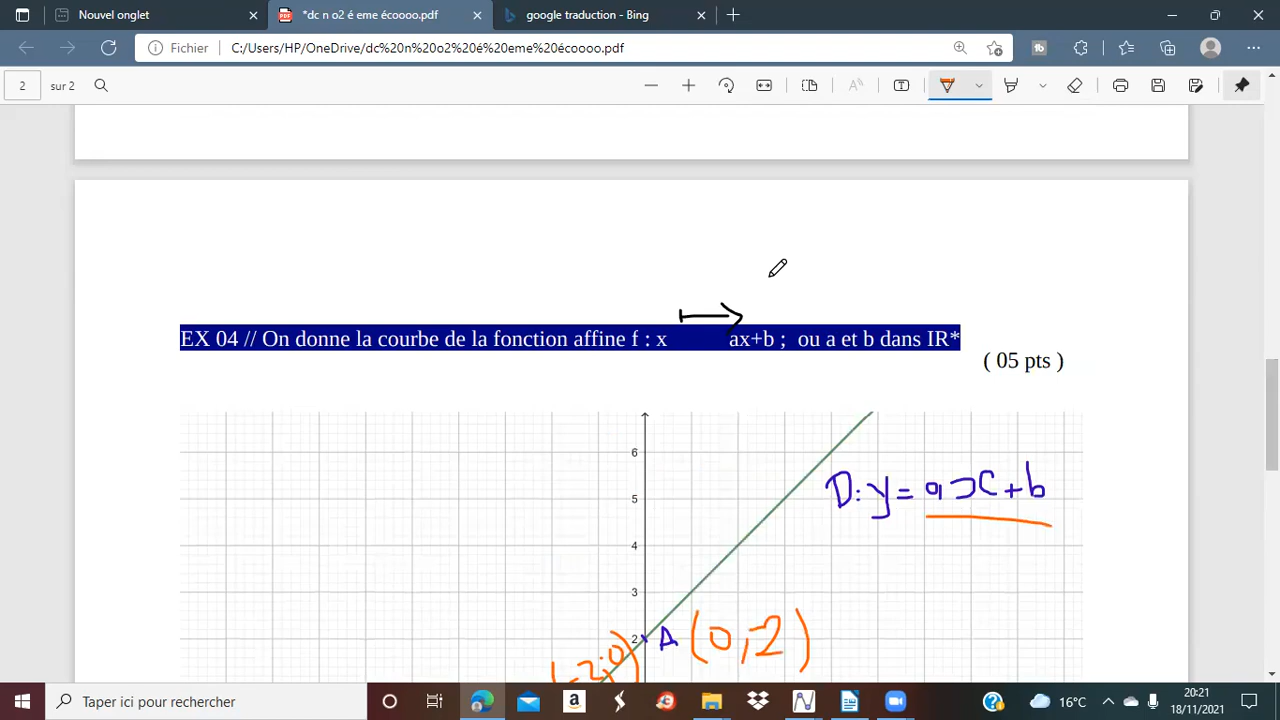 Nouvel onglet
*dc n o2 é eme écoooo.pdf
google traduction - Bing
Fichier
C:/Users/HP/OneDrive/dc%20n%20o2%20é%20eme%20écoooo.pdf
2 sur 2
EX 04 // On donne la courbe de la fonction affine f : x ax+b ; ou a et b dans IR*
( 05 pts )
6
D: y = ax+b
5
4
3
2 A (0,2)
(-2;0)
Taper ici pour rechercher
16°C
20:21
18/11/2021